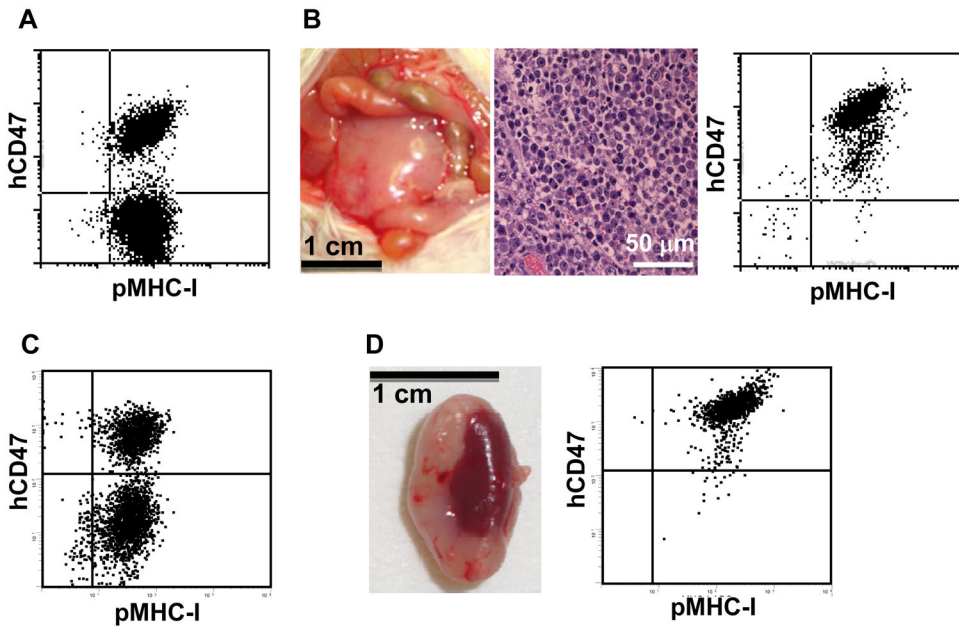 A
B
hCD47
pMHC-I
1 cm
50 μm
hCD47
pMHC-I
C
D
hCD47
pMHC-I
1 cm
hCD47
pMHC-I